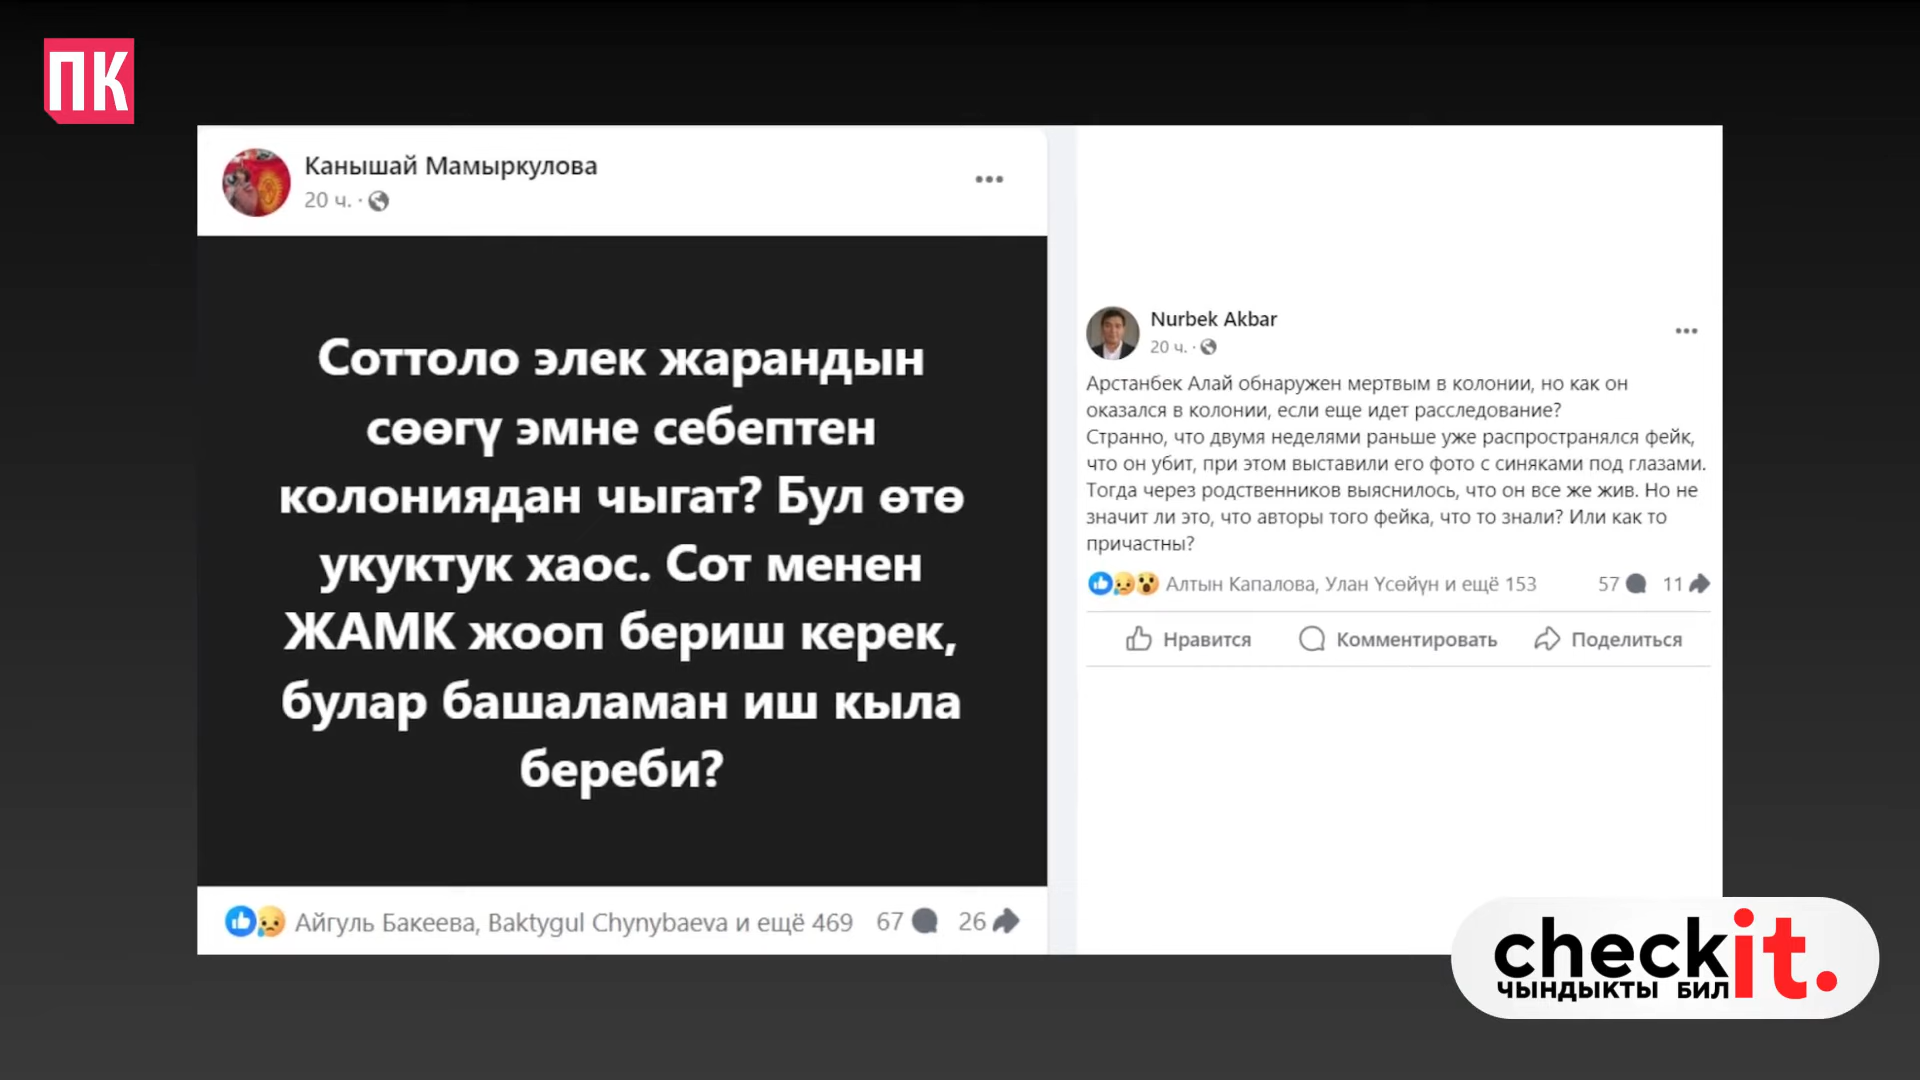 ПК
Канышай Мамыркулова
20 ч. ·
Соттоло элек жарандын
сөөгү эмне себептен
колониядан чыгат? Бул өтө
укуктук хаос. Сот менен
ЖАМК жооп бериш керек,
булар башаламан иш кыла
береби?
Айгуль Бакеева, Baktygul Chynybaeva и ещё 469 67 26
Nurbek Akbar
20 ч. ·
Арстанбек Алай обнаружен мертвым в колонии, но как он
оказался в колонии, если еще идет расследование?
Странно, что двумя неделями раньше уже распространялся фейк,
что он убит, при этом выставили его фото с синяками под глазами.
Тогда через родственников выяснилось, что он все же жив. Но не
значит ли это, что авторы того фейка, что то знали? Или как то
причастны?
Алтын Капалова, Улан Үсөйүн и ещё 153 57 11
Нравится Комментировать Поделиться
checkit.
ЧЫНДЫКТЫ БИЛ